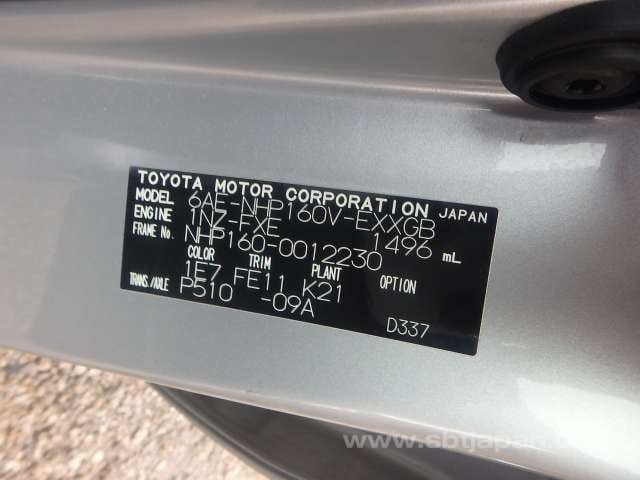 TOYOTA MOTOR CORPORATION JAPAN
MODEL 6AE-NHP160V-EXXGB
ENGINE 1NZ-FXE 1496 mL
FRAME No. NHP160-0012230
COLOR TRIM PLANT
1E7 FE11 K21
TRANS./AXLE P510 -09A
D337
www.sbtjapan.